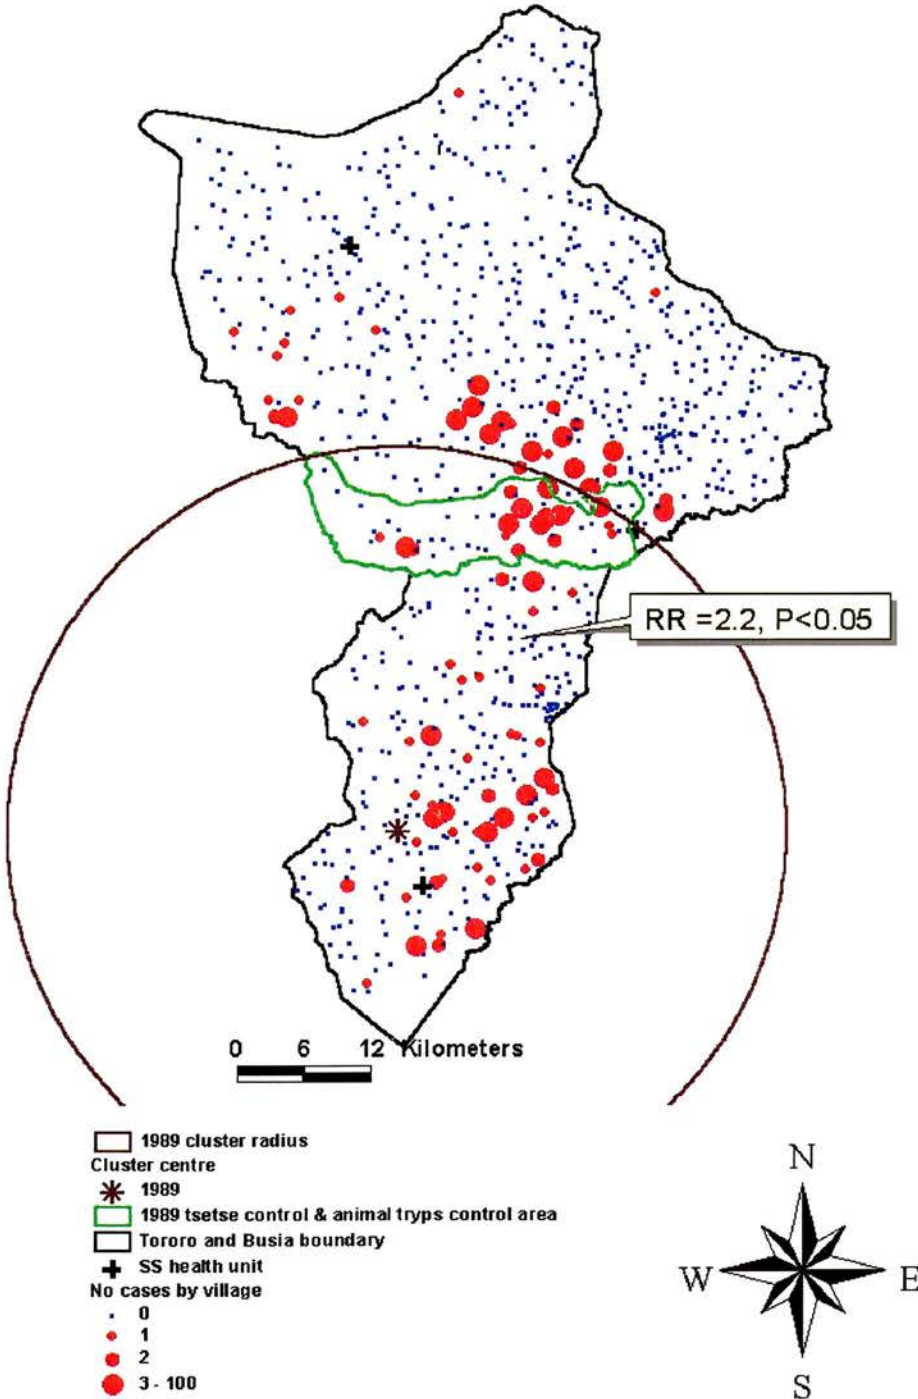 RR =2.2, P<0.05
0 6 12 Kilometers
1989 cluster radius
Cluster centre
1989
1989 tsetse control & animal tryps control area
Tororo and Busia boundary
SS health unit
No cases by village
0
1
2
3 - 100
N
W E
S